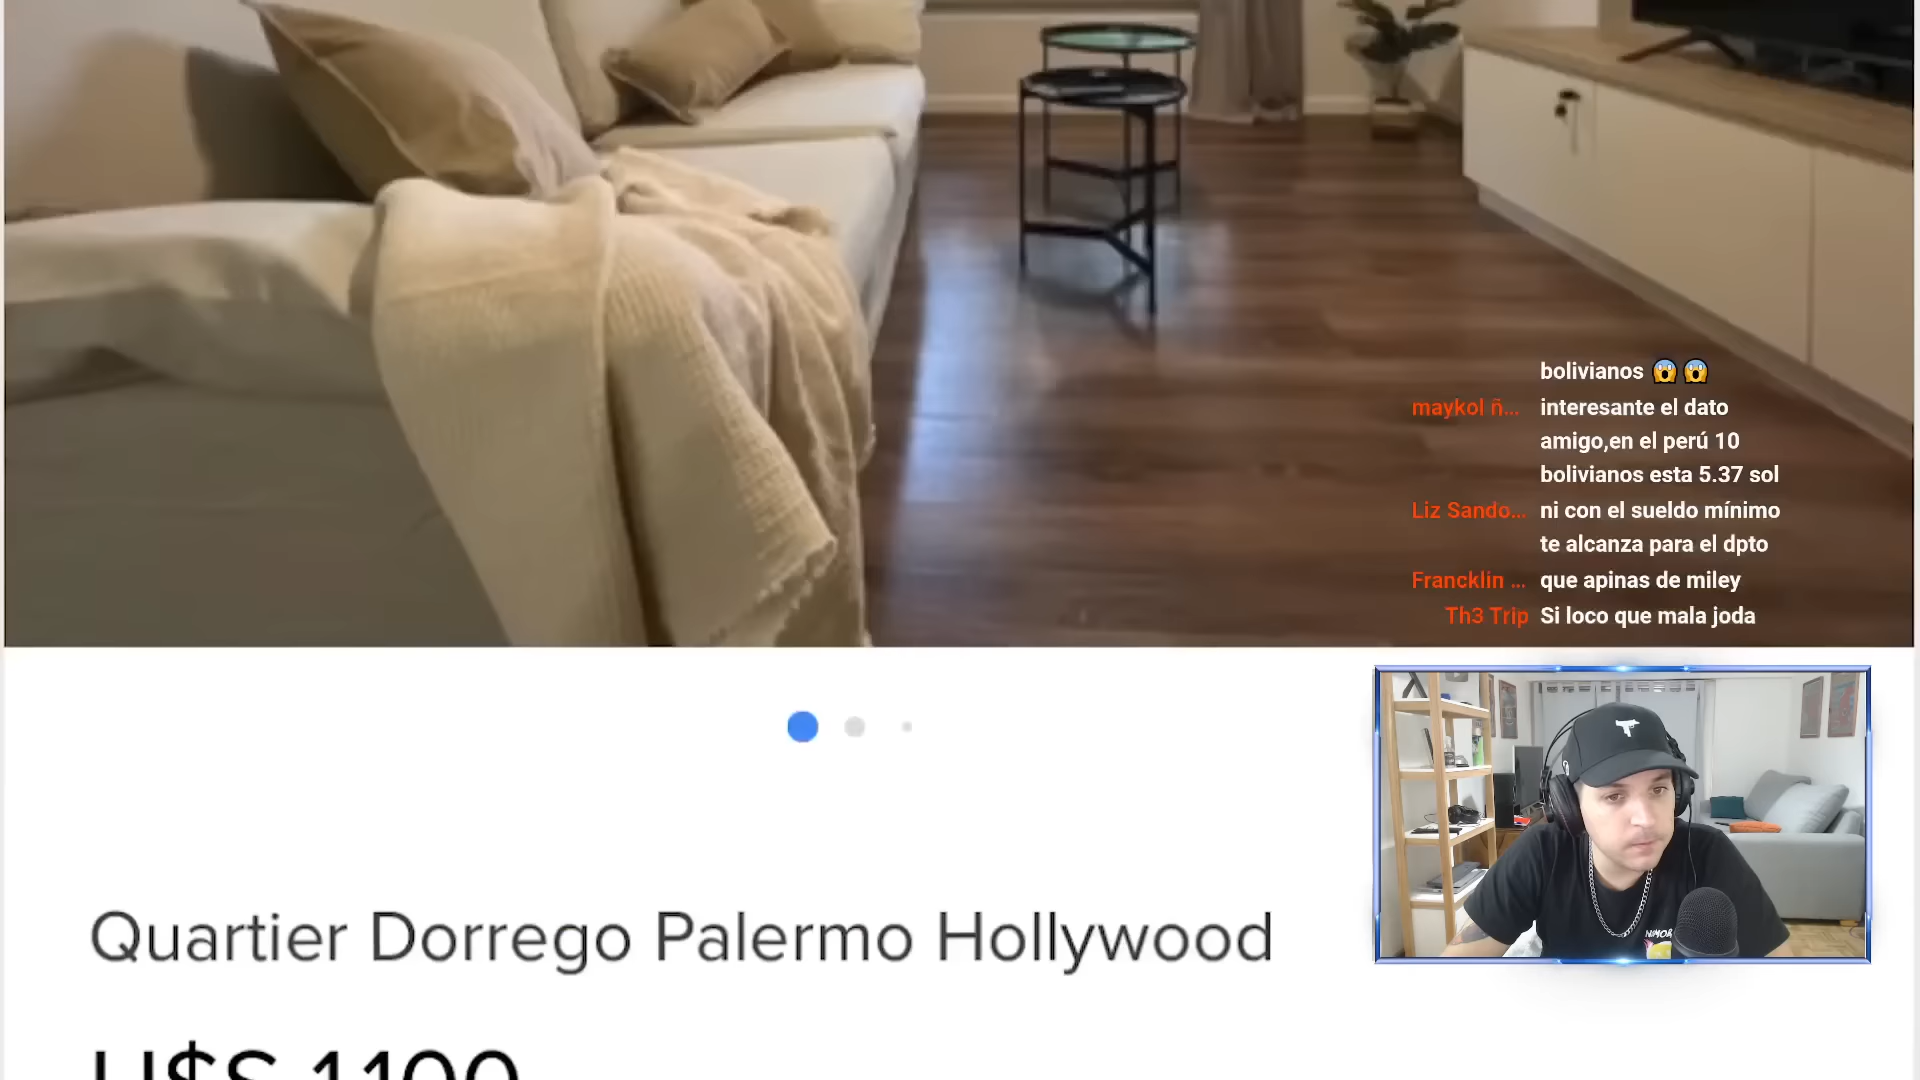 bolivianos 😱 😱
maykol ñ... interesante el dato
amigo,en el perú 10
bolivianos esta 5.37 sol
Liz Sando... ni con el sueldo mínimo
te alcanza para el dpto
Francklin ... que apinas de miley
Th3 Trip Si loco que mala joda
Quartier Dorrego Palermo Hollywood
U$S 1100